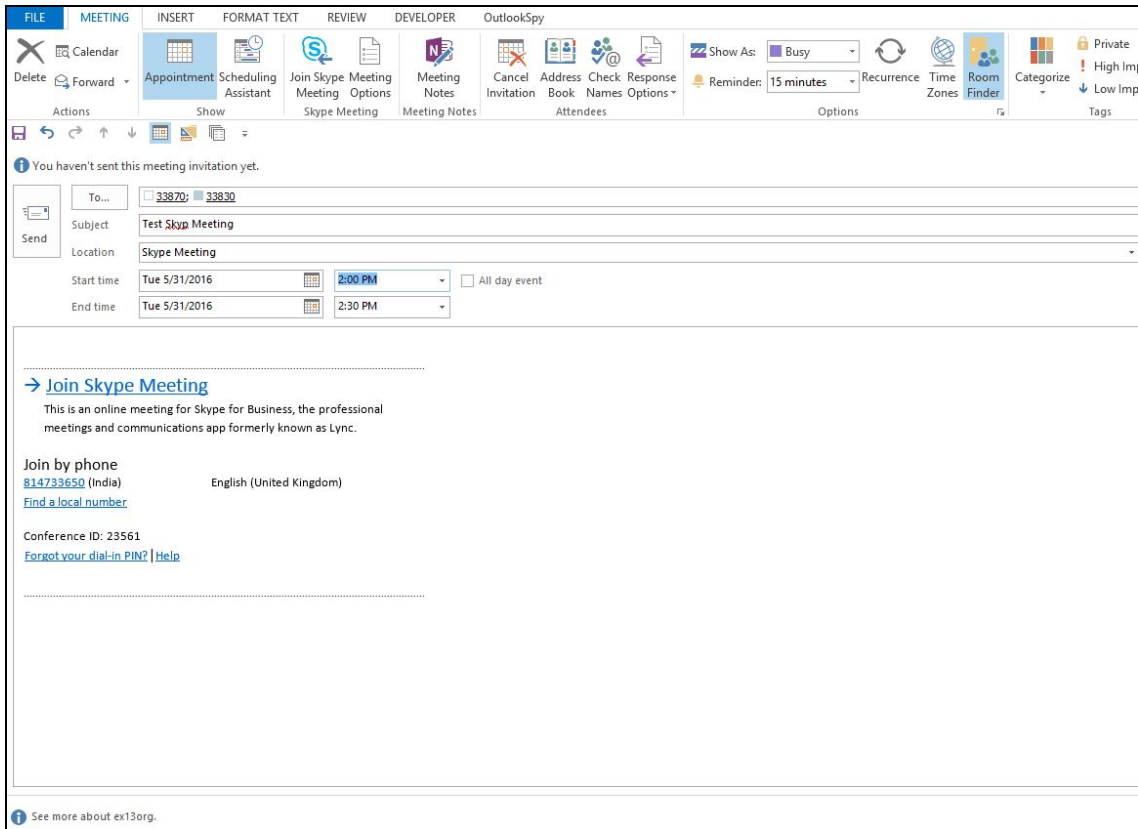 FILE MEETING INSERT FORMAT TEXT REVIEW DEVELOPER OutlookSpy
Delete
Calendar
Forward
Actions
Appointment
Scheduling Assistant
Show
Join Skype Meeting
Meeting Options
Skype Meeting
Meeting Notes
Meeting Notes
Cancel Invitation
Address Book
Check Names
Response Options
Attendees
Show As: Busy
Reminder: 15 minutes
Recurrence
Time Zones
Room Finder
Options
Categorize
Private
High Imp
Low Imp
Tags
You haven't sent this meeting invitation yet.
Send
To... 33870; 33830
Subject Test Skyp Meeting
Location Skype Meeting
Start time Tue 5/31/2016 2:00 PM All day event
End time Tue 5/31/2016 2:30 PM
→ Join Skype Meeting
This is an online meeting for Skype for Business, the professional
meetings and communications app formerly known as Lync.
Join by phone
814733650 (India) English (United Kingdom)
Find a local number
Conference ID: 23561
Forgot your dial-in PIN? | Help
See more about ex13org.